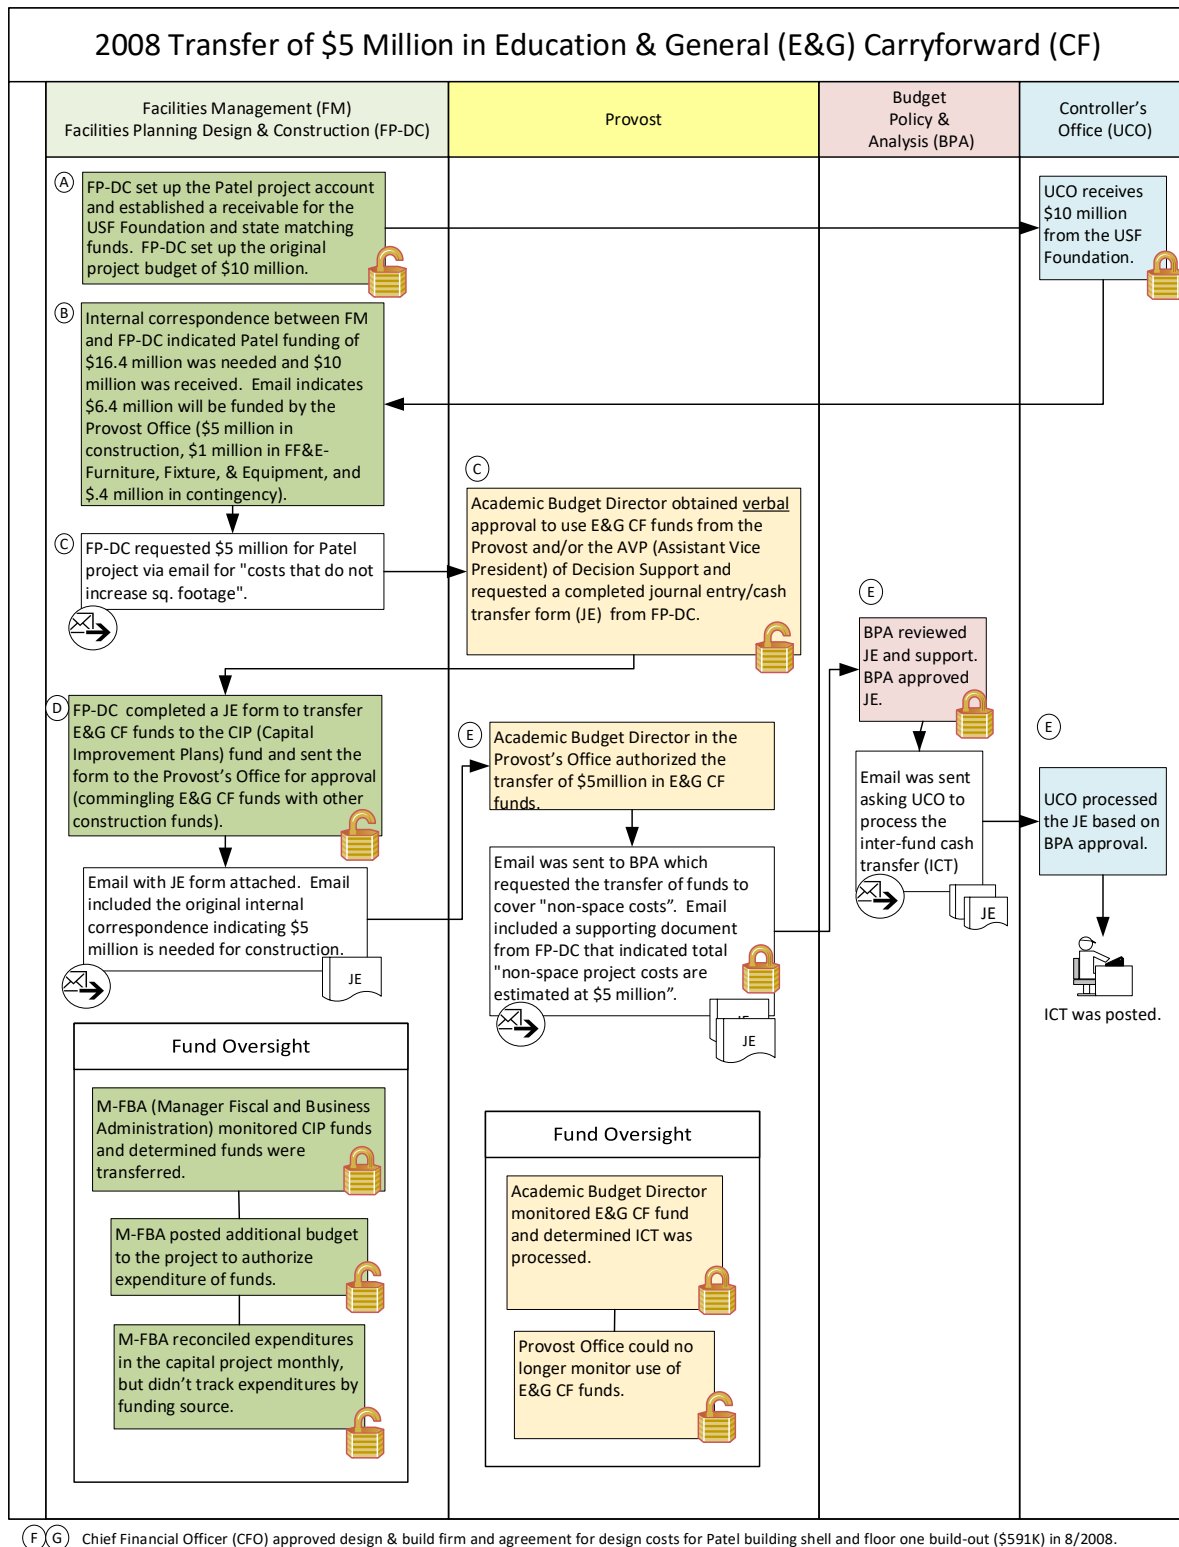 2008 Transfer of $5 Million in Education & General (E&G) Carryforward (CF)
Facilities Management (FM)
Facilities Planning Design & Construction (FP-DC)
Provost
Budget
Policy &
Analysis (BPA)
Controller's
Office (UCO)
A
FP-DC set up the Patel project account
and established a receivable for the
USF Foundation and state matching
funds.  FP-DC set up the original
project budget of $10 million.
UCO receives
$10 million
from the USF
Foundation.
B
Internal correspondence between FM
and FP-DC indicated Patel funding of
$16.4 million was needed and $10
million was received.  Email indicates
$6.4 million will be funded by the
Provost Office ($5 million in
construction, $1 million in FF&E-
Furniture, Fixture, & Equipment, and
$.4 million in contingency).
C
FP-DC requested $5 million for Patel
project via email for "costs that do not
increase sq. footage".
C
Academic Budget Director obtained verbal
approval to use E&G CF funds from the
Provost and/or the AVP (Assistant Vice
President) of Decision Support and
requested a completed journal entry/cash
transfer form (JE)  from FP-DC.
E
BPA reviewed
JE and support.
BPA approved
JE.
D
FP-DC  completed a JE form to transfer
E&G CF funds to the CIP (Capital
Improvement Plans) fund and sent the
form to the Provost's Office for approval
(commingling E&G CF funds with other
construction funds).
E
Academic Budget Director in the
Provost's Office authorized the
transfer of $5million in E&G CF
funds.
Email was sent
asking UCO to
process the
inter-fund cash
transfer (ICT)
JE
E
UCO processed
the JE based on
BPA approval.
Email with JE form attached.  Email
included the original internal
correspondence indicating $5
million is needed for construction.
JE
Email was sent to BPA which
requested the transfer of funds to
cover "non-space costs”.  Email
included a supporting document
from FP-DC that indicated total
"non-space project costs are
estimated at $5 million”.
JE
JE
ICT was posted.
Fund Oversight
M-FBA (Manager Fiscal and Business
Administration) monitored CIP funds
and determined funds were
transferred.
M-FBA posted additional budget
to the project to authorize
expenditure of funds.
M-FBA reconciled expenditures
in the capital project monthly,
but didn't track expenditures by
funding source.
Fund Oversight
Academic Budget Director
monitored E&G CF fund
and determined ICT was
processed.
Provost Office could no
longer monitor use of
E&G CF funds.
F G Chief Financial Officer (CFO) approved design & build firm and agreement for design costs for Patel building shell and floor one build-out ($591K) in 8/2008.